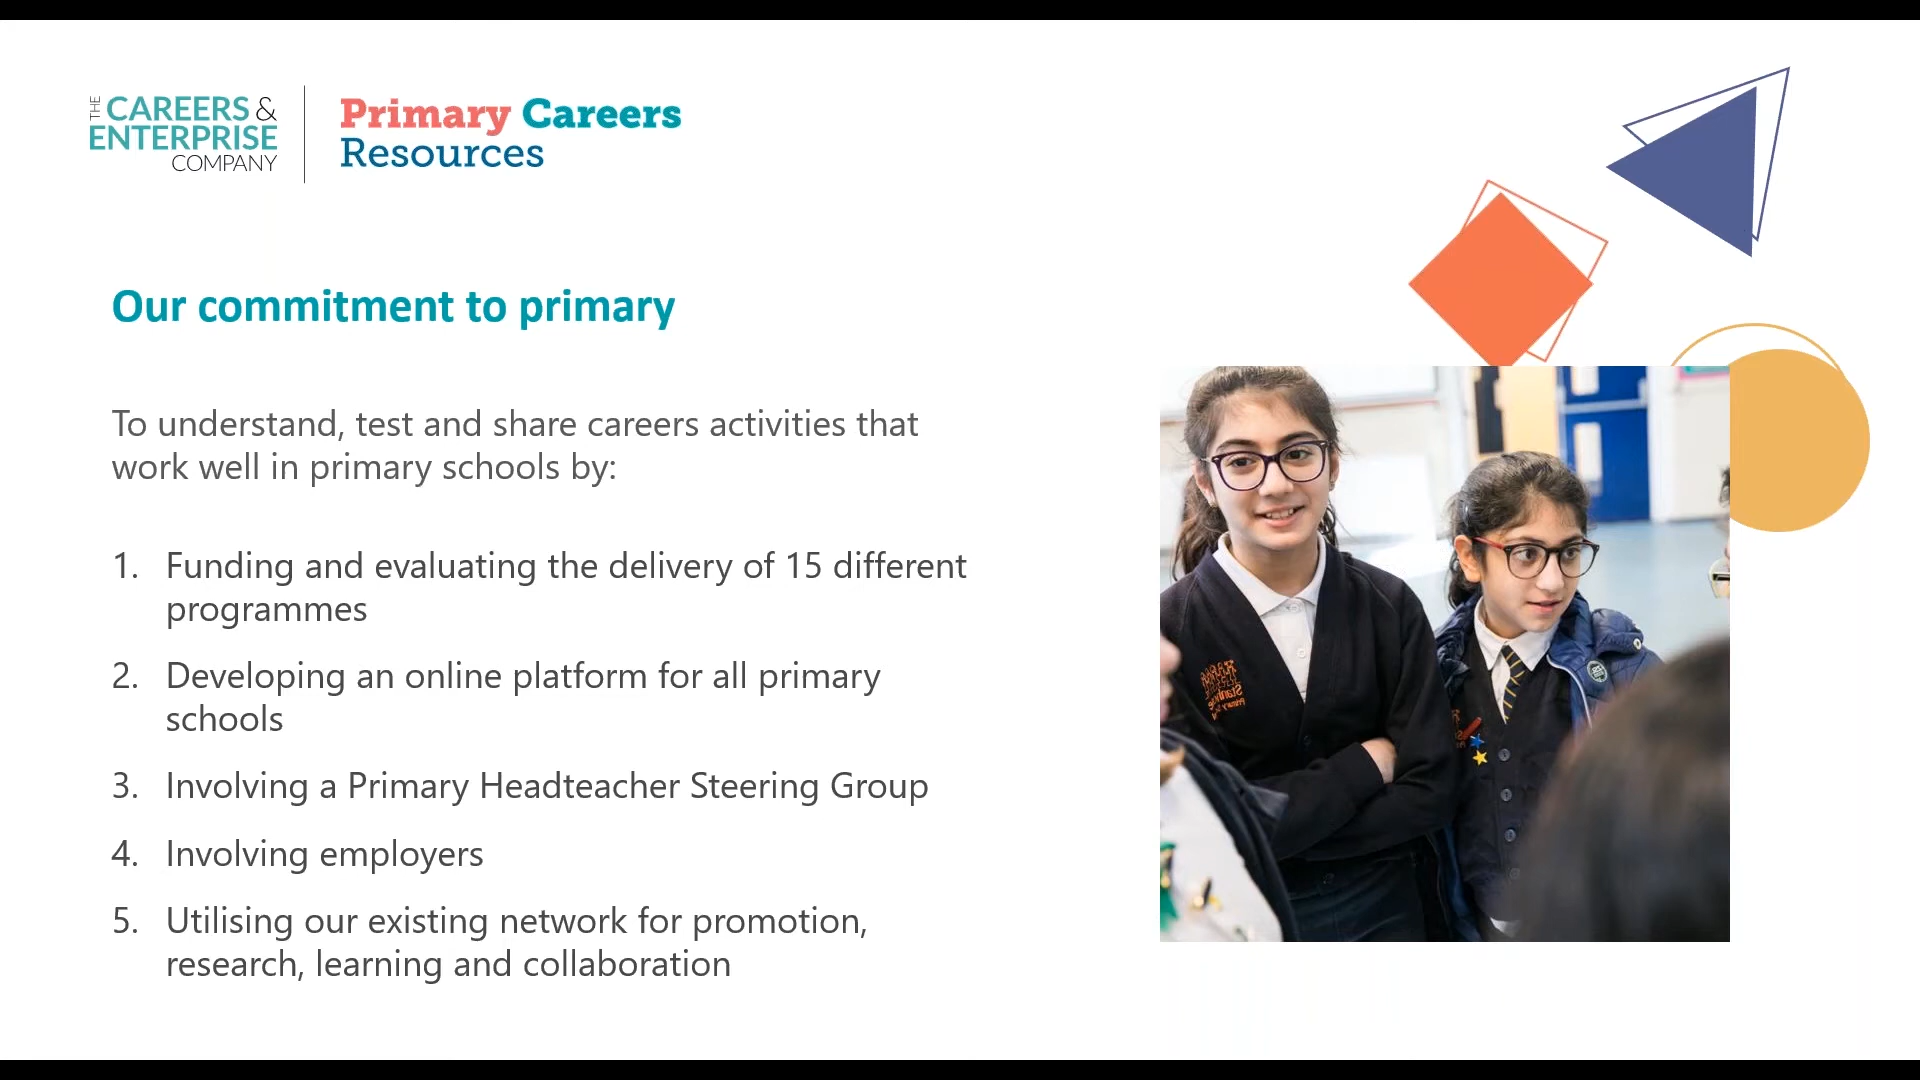 THE
CAREERS &
ENTERPRISE
COMPANY
Primary Careers
Resources
Our commitment to primary
To understand, test and share careers activities that
work well in primary schools by:
1. Funding and evaluating the delivery of 15 different
programmes
2. Developing an online platform for all primary
schools
3. Involving a Primary Headteacher Steering Group
4. Involving employers
5. Utilising our existing network for promotion,
research, learning and collaboration